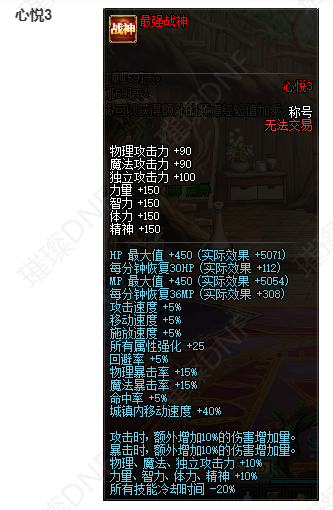 心悦3
战神 最强战神
心悦3
称号
无法交易
物理攻击力 +90
魔法攻击力 +90
独立攻击力 +100
力量 +150
智力 +150
体力 +150
精神 +150
HP 最大值 +450 (实际效果 +5071)
每分钟恢复30HP (实际效果 +112)
MP 最大值 +450 (实际效果 +5054)
每分钟恢复36MP (实际效果 +308)
攻击速度 +5%
移动速度 +5%
施放速度 +5%
所有属性强化 +25
回避率 +5%
物理暴击率 +15%
魔法暴击率 +15%
命中率 +5%
城镇内移动速度 +40%
攻击时，额外增加10%的伤害增加量。
暴击时，额外增加10%的伤害增加量。
物理、魔法、独立攻击力 +10%
力量、智力、体力、精神 +10%
所有技能冷却时间 -20%
璀璨DNF